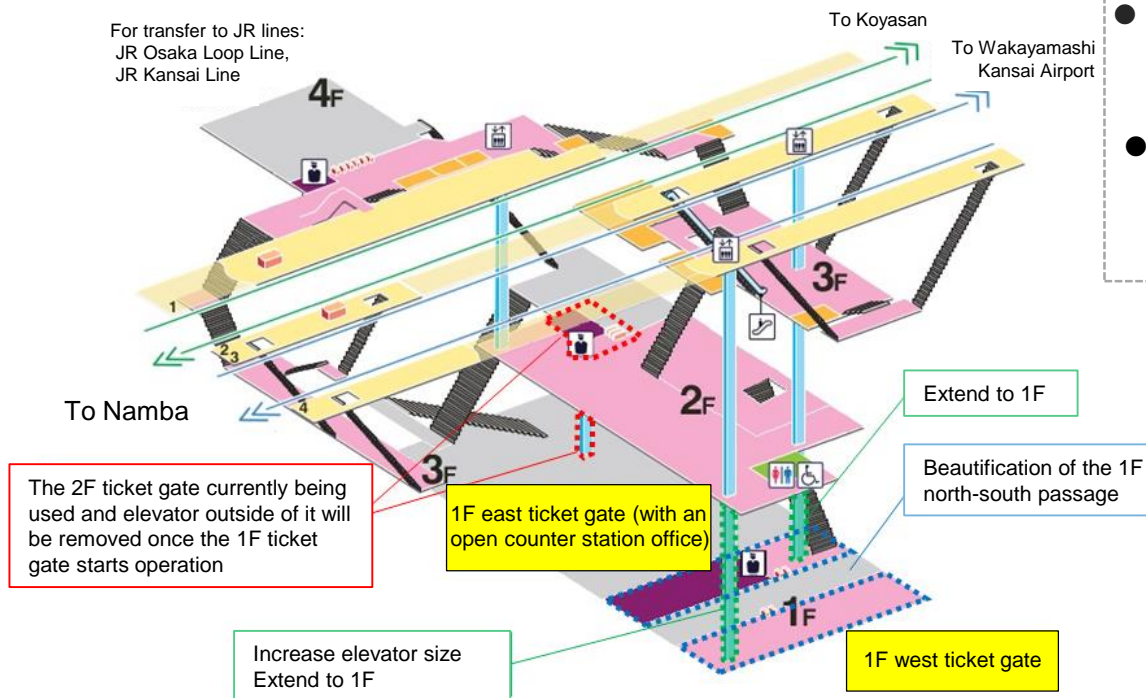 For transfer to JR lines:
JR Osaka Loop Line,
JR Kansai Line
To Koyasan
To Wakayamashi
Kansai Airport
4F
3F
1
2
3
4
To Namba
2F
3F
Extend to 1F
Beautification of the 1F
north-south passage
The 2F ticket gate currently being
used and elevator outside of it will
be removed once the 1F ticket
gate starts operation
1F east ticket gate (with an
open counter station office)
1F
Increase elevator size
Extend to 1F
1F west ticket gate